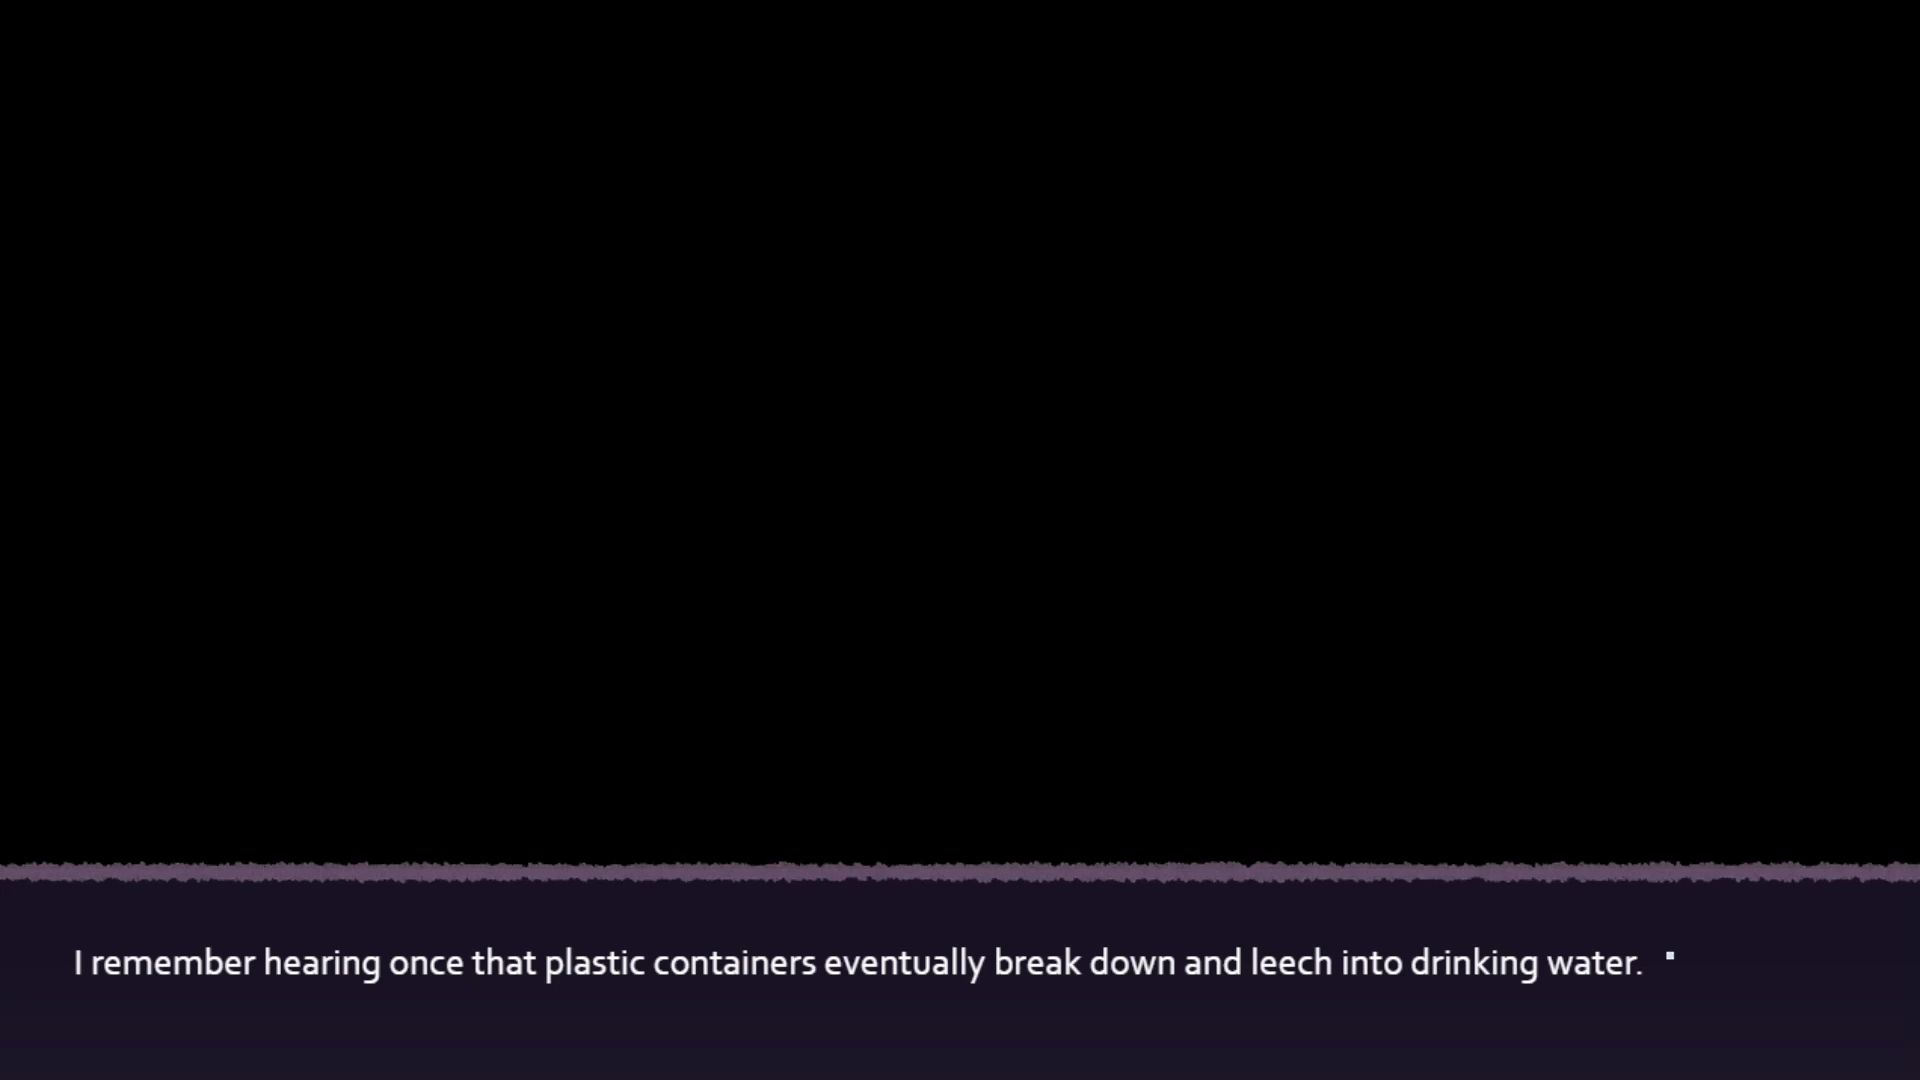 I remember hearing once that plastic containers eventually break down and leech into drinking water.